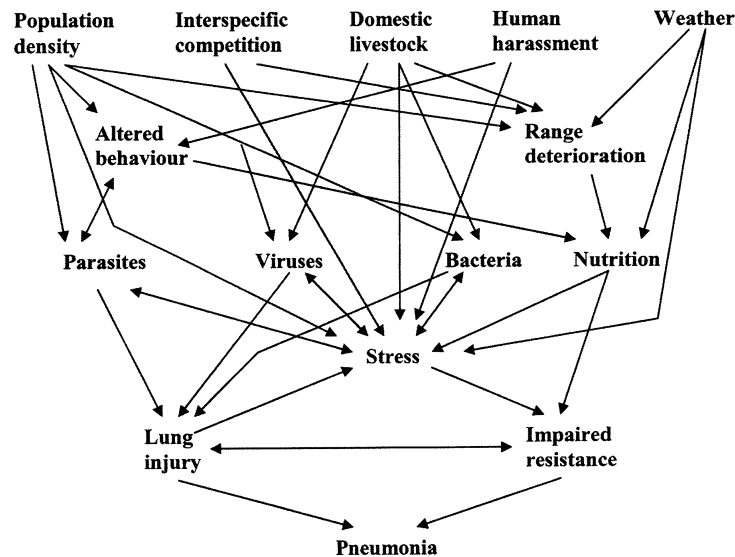 Population
density
Interspecific
competition
Domestic
livestock
Human
harassment
Weather
Altered
behaviour
Range
deterioration
Parasites
Viruses
Bacteria
Nutrition
Stress
Lung
injury
Impaired
resistance
Pneumonia